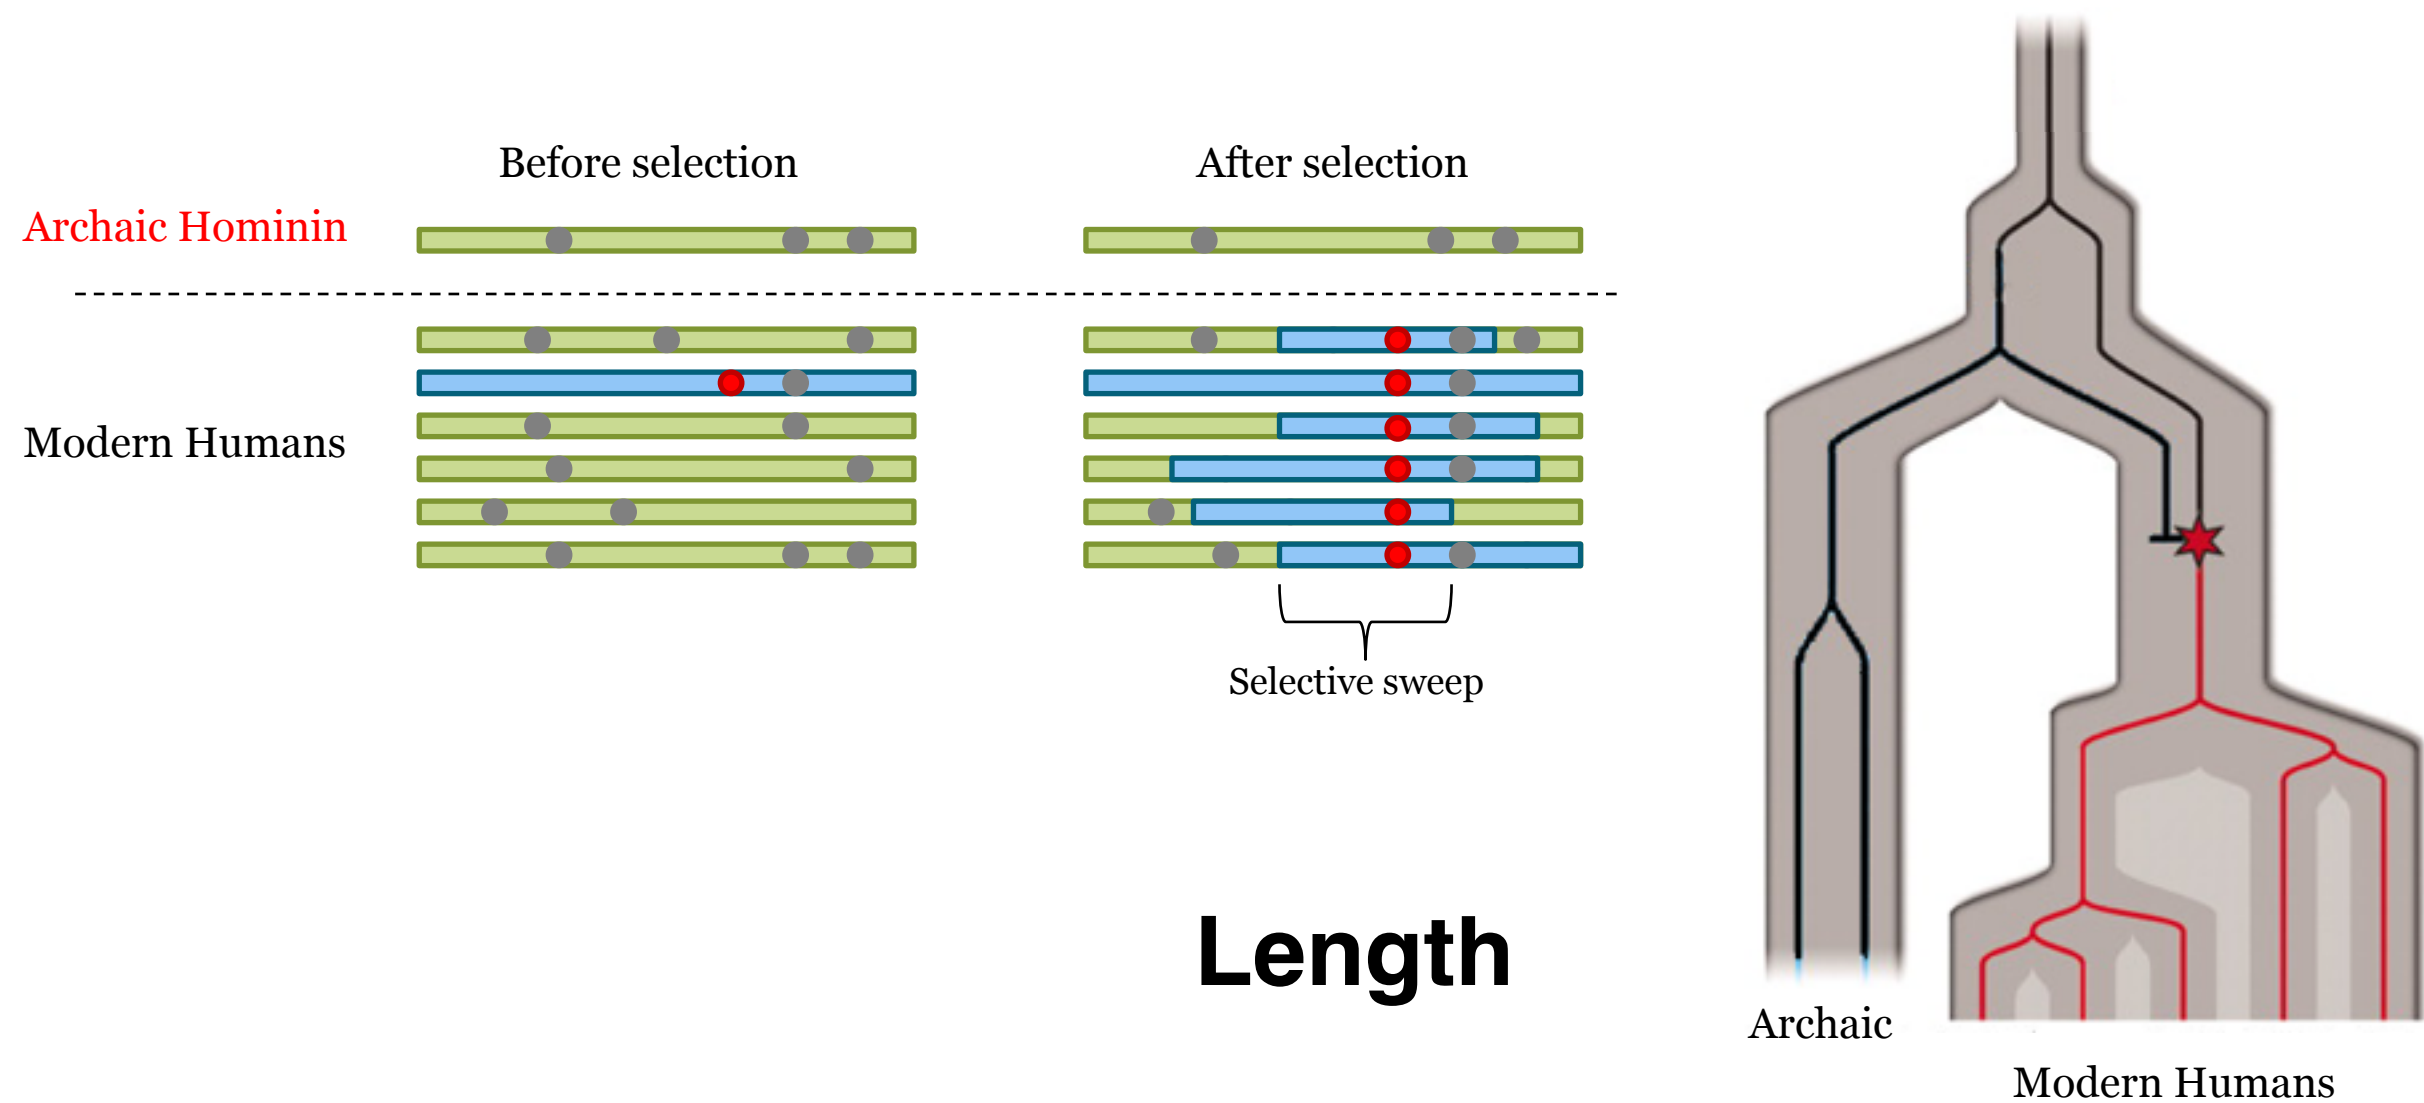 Before selection
After selection
Archaic Hominin
Modern Humans
Selective sweep
Length
Archaic
Modern Humans